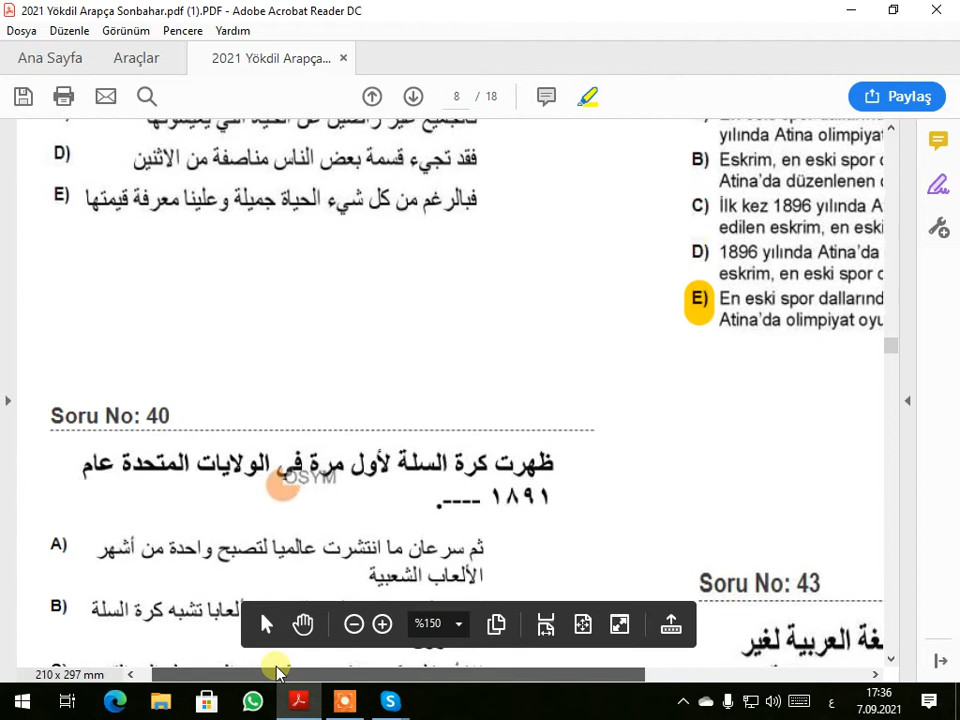 2021 Yökdil Arapça Sonbahar.pdf (1).PDF - Adobe Acrobat Reader DC
Dosya Düzenle Görünüm Pencere Yardım
Ana Sayfa Araçlar 2021 Yökdil Arapça...
8 / 18
Paylaş
D) فقد تجيء قسمة بعض الناس مناصفة من الاثنين
E) فبالرغم من كل شيء الحياة جميلة وعلينا معرفة قيمتها
Soru No: 40
ظهرت كرة السلة لأول مرة في الولايات المتحدة عام
١٨٩١ ----.
ÖSYM
A) ثم سرعان ما انتشرت عالميا لتصبح واحدة من أشهر
الألعاب الشعبية
B) ألعابا تشبه كرة السلة
yılında Atina olimpiyat
B) Eskrim, en eski spor
Atina'da düzenlenen
C) İlk kez 1896 yılında A
edilen eskrim, en eski
D) 1896 yılında Atina'da
eskrim, en eski spor
E) En eski spor dallarınd
Atina'da olimpiyat oyu
Soru No: 43
غة العربية لغير
%150
210 x 297 mm
ع
17:36
7.09.2021